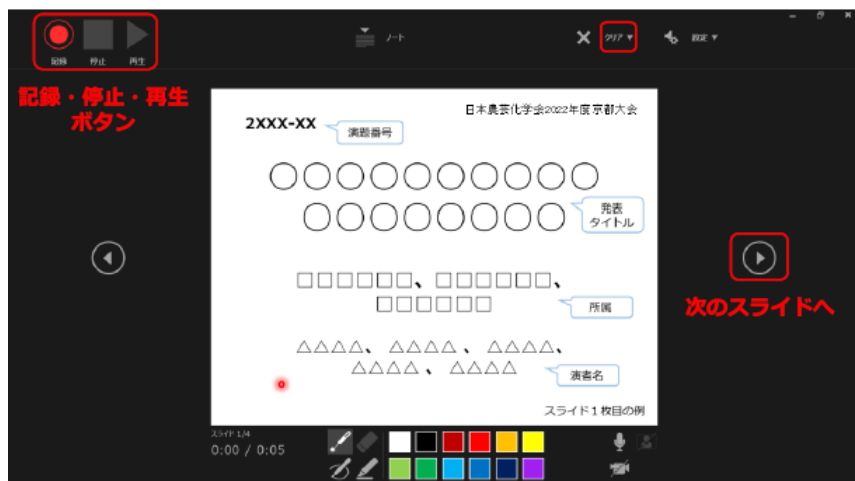 記録 停止 再生
ノート
クリア ▼
設定 ▼
記録・停止・再生
ボタン
2XXX-XX
演題番号
日本農芸化学会2022年度京都大会
〇〇〇〇〇〇〇〇〇〇
〇〇〇〇〇〇〇〇
発表
タイトル
□□□□□□、□□□□□□、
□□□□□□
所属
△△△△、△△△△、△△△△、
△△△△、△△△△
演者名
スライド1枚目の例
次のスライドへ
スライド 1/4
0:00 / 0:05